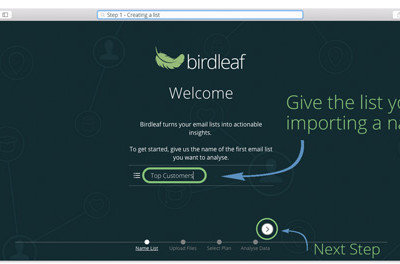 Step 1 - Creating a list
birdleaf
Welcome
Birdleaf turns your email lists into actionable
insights.
To get started, give us the name of the first email list
you want to analyse.
Top Customers
Give the list yo
importing a na
Name List
Upload Files
Select Plan
Analyse Data
Next Step